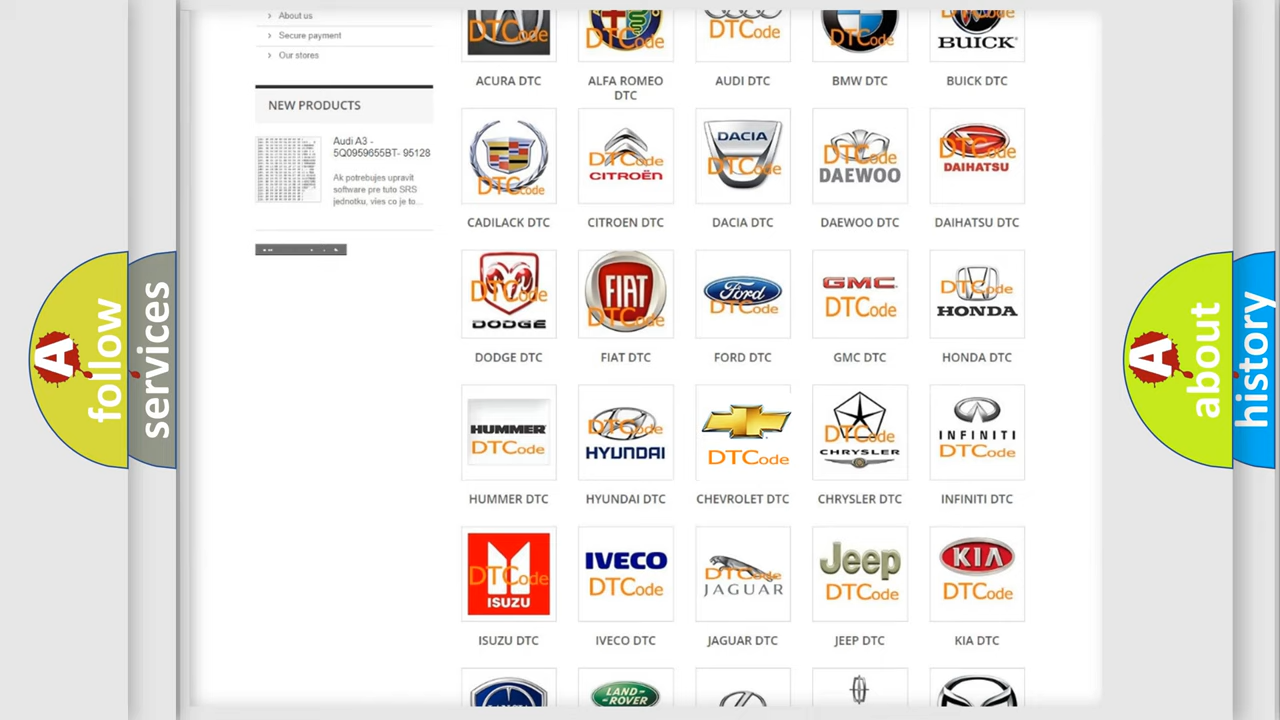 About us
Secure payment
Our stores
NEW PRODUCTS
Audi A3 -
5Q0959655BT- 95128
Ak potrebujes upravit
software pre tuto SRS
jednotku, vies co je to...
DTCode DTCode DTCode DTCode BUICK
ACURA DTC ALFA ROMEO DTC AUDI DTC BMW DTC BUICK DTC
DTCode DTCode CITROËN DACIA DTCode DTCode DAEWOO DTCode DAIHATSU
CADILACK DTC CITROEN DTC DACIA DTC DAEWOO DTC DAIHATSU DTC
DTCode DODGE FIAT DTCode Ford DTCode GMC DTCode DTCode HONDA
DODGE DTC FIAT DTC FORD DTC GMC DTC HONDA DTC
HUMMER DTCode DTCode HYUNDAI DTCode DTCode CHRYSLER INFINITI DTCode
HUMMER DTC HYUNDAI DTC CHEVROLET DTC CHRYSLER DTC INFINITI DTC
DTCode ISUZU IVECO DTCode DTCode JAGUAR Jeep DTCode KIA DTCode
ISUZU DTC IVECO DTC JAGUAR DTC JEEP DTC KIA DTC
LAND-
ROVER
A follow
services
A about
history